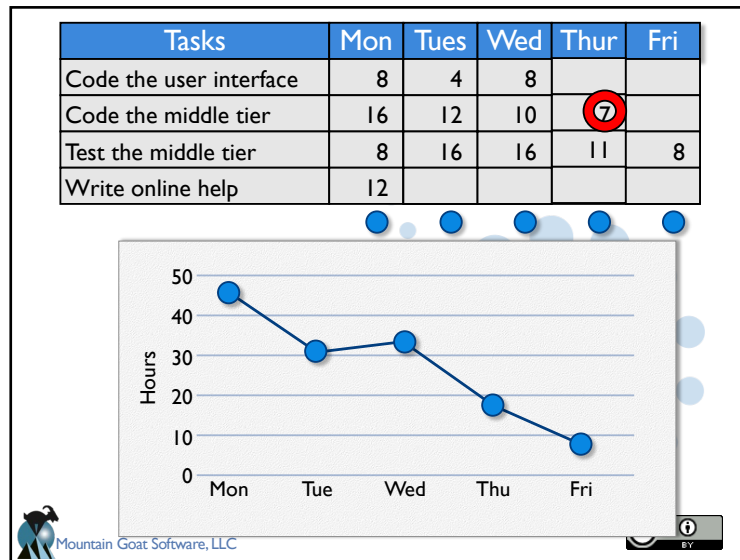 Tasks Mon Tues Wed Thur Fri
Code the user interface 8 4 8
Code the middle tier 16 12 10 7
Test the middle tier 8 16 16 11 8
Write online help 12
50
40
30
20
10
0
Hours
Mon Tue Wed Thu Fri
Mountain Goat Software, LLC
BY